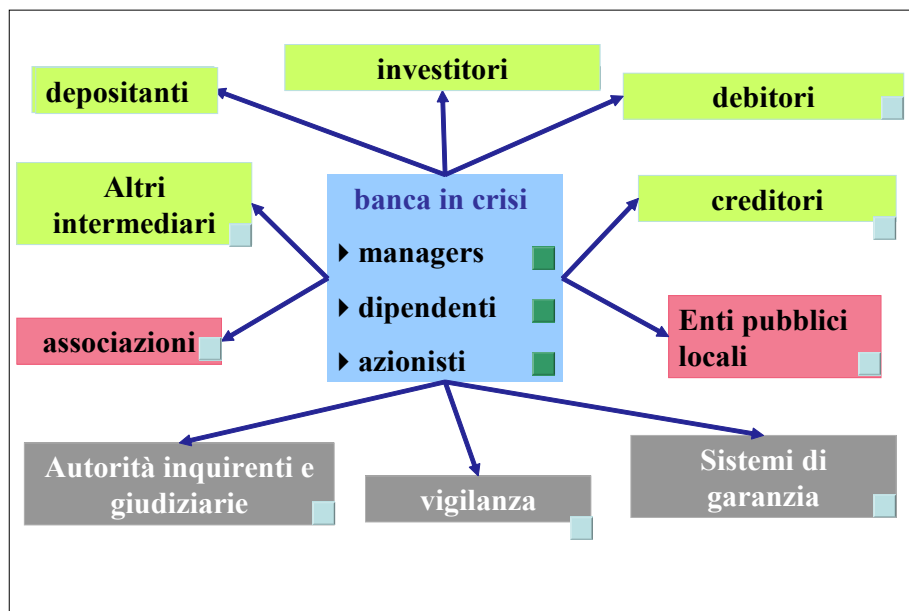 investitori
depositanti
debitori
Altri
intermediari
banca in crisi
managers
dipendenti
azionisti
creditori
associazioni
Enti pubblici
locali
Autorità inquirenti e
giudiziarie
vigilanza
Sistemi di
garanzia